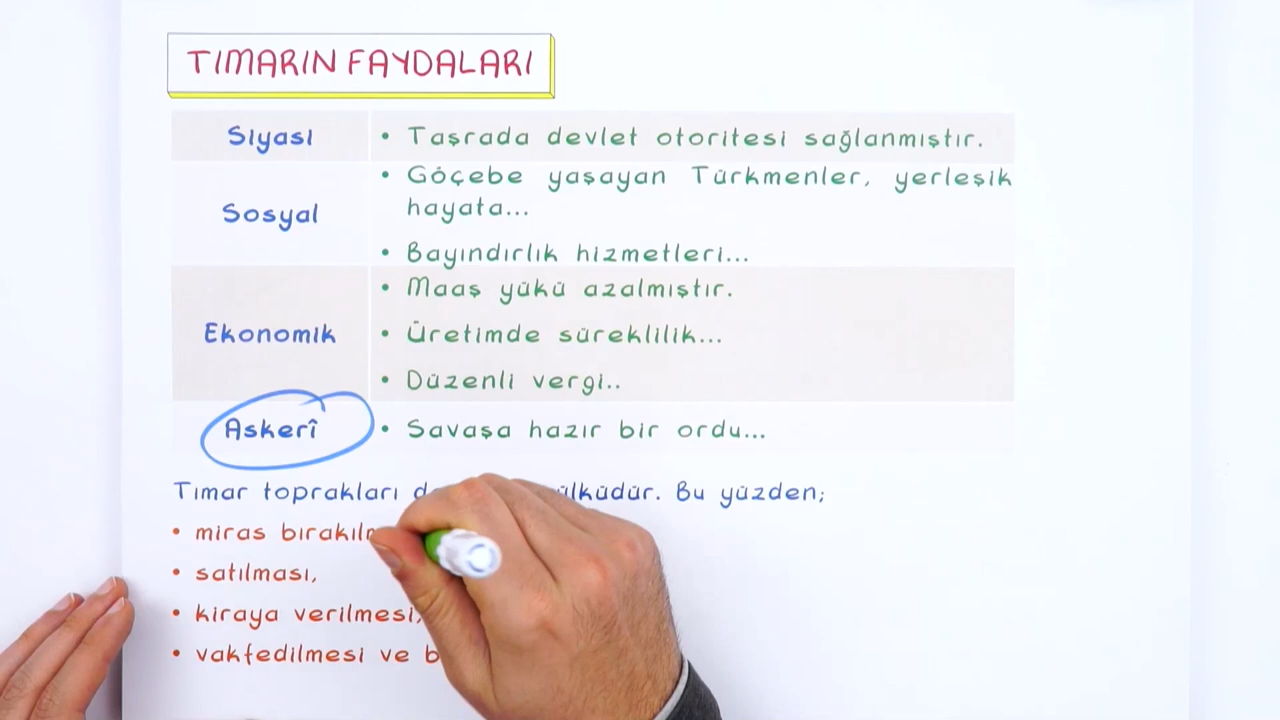 TIMARIN FAYDALARI
Siyasi
• Taşrada devlet otoritesi sağlanmıştır.
Sosyal
• Göçebe yaşayan Türkmenler, yerleşik
hayata...
• Bayındırlık hizmetleri...
Ekonomik
• Maaş yükü azalmıştır.
• Üretimde süreklilik...
• Düzenli vergi..
Askerî
• Savaşa hazır bir ordu...
Tımar toprakları Bu yüzden;
• miras
• satılması,
• kiraya verilmesi,
• vakfedilmesi ve